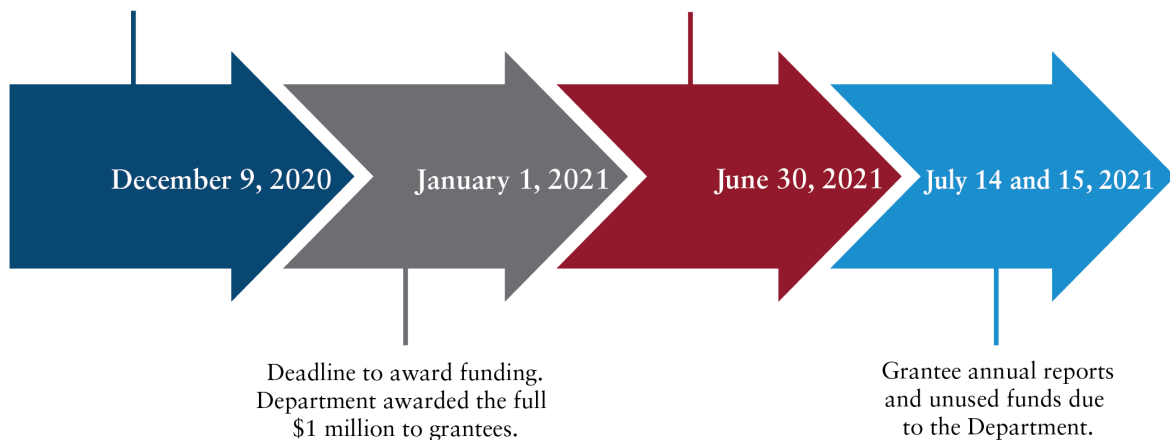 December 9, 2020
January 1, 2021
June 30, 2021
July 14 and 15, 2021
Deadline to award funding.
Department awarded the full
$1 million to grantees.
Grantee annual reports
and unused funds due
to the Department.